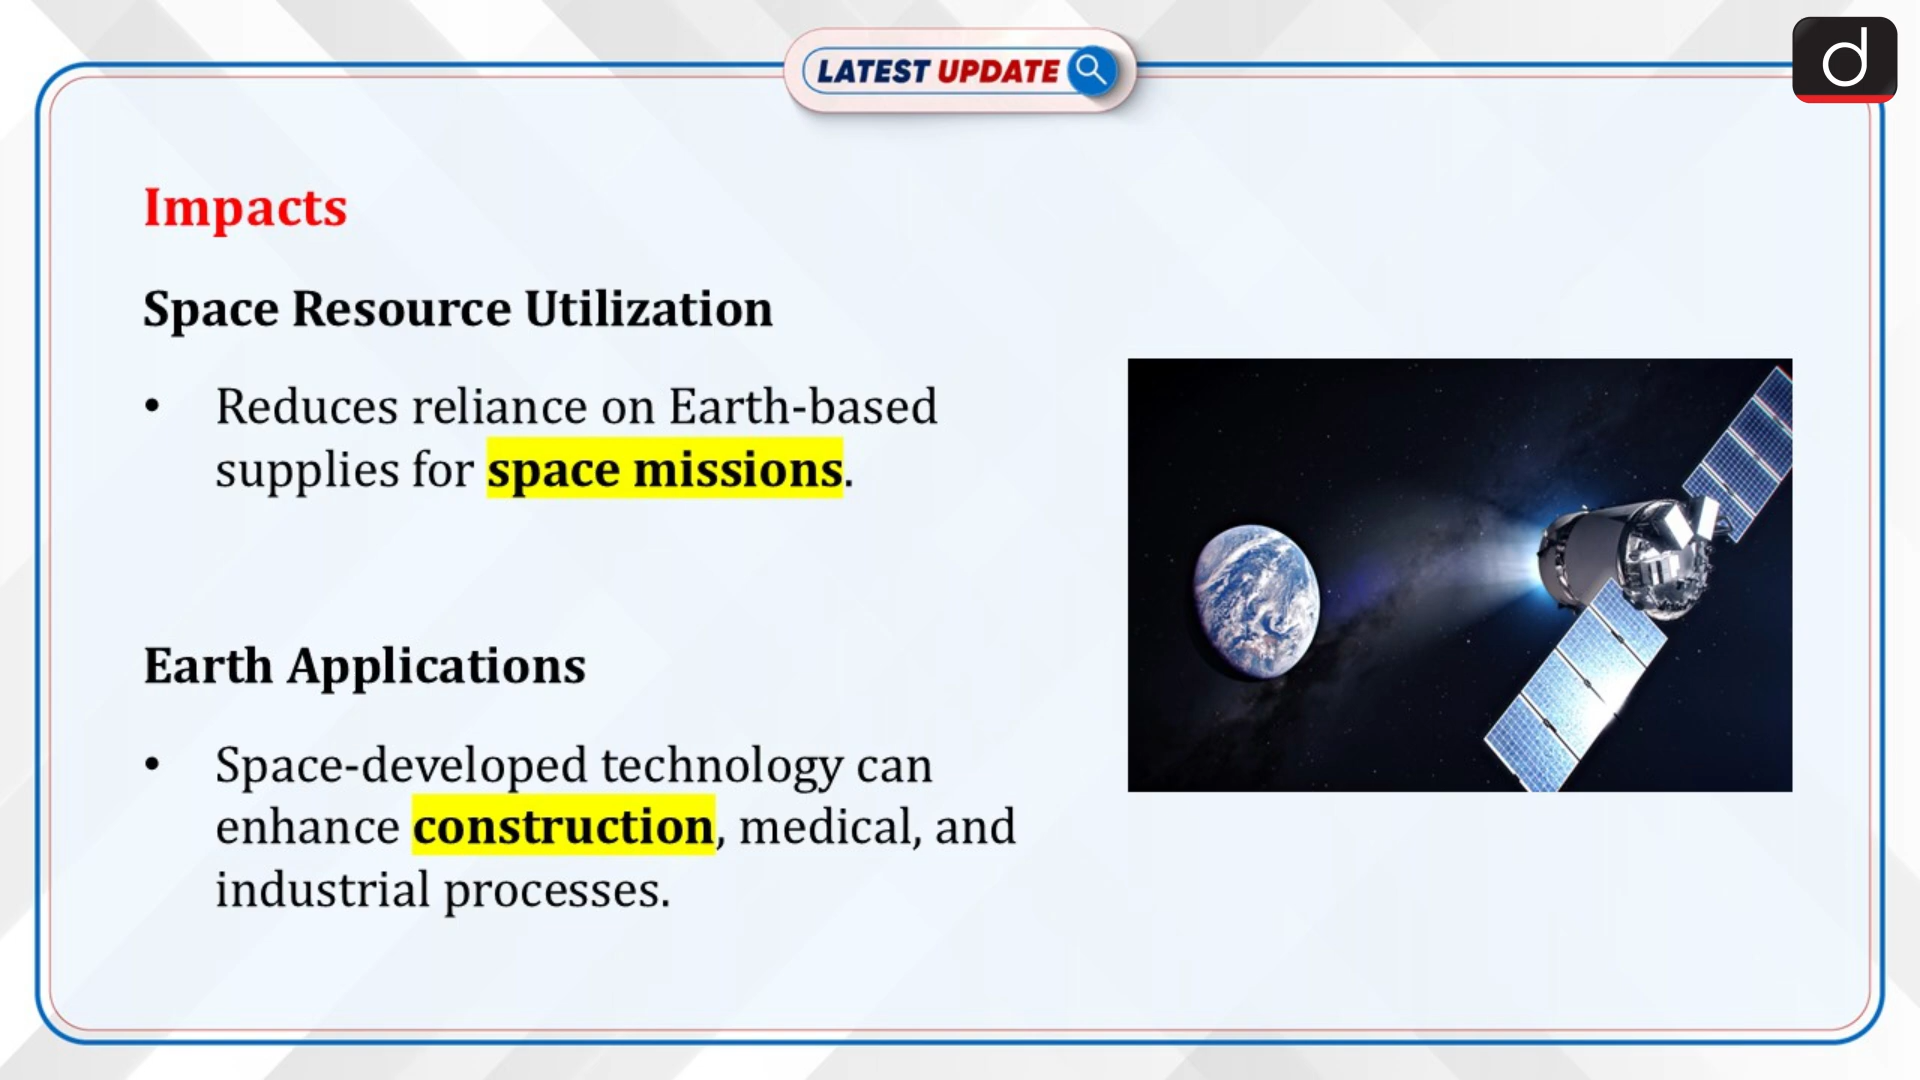 LATEST UPDATE
d
Impacts
Space Resource Utilization
• Reduces reliance on Earth-based
supplies for space missions.
Earth Applications
• Space-developed technology can
enhance construction, medical, and
industrial processes.